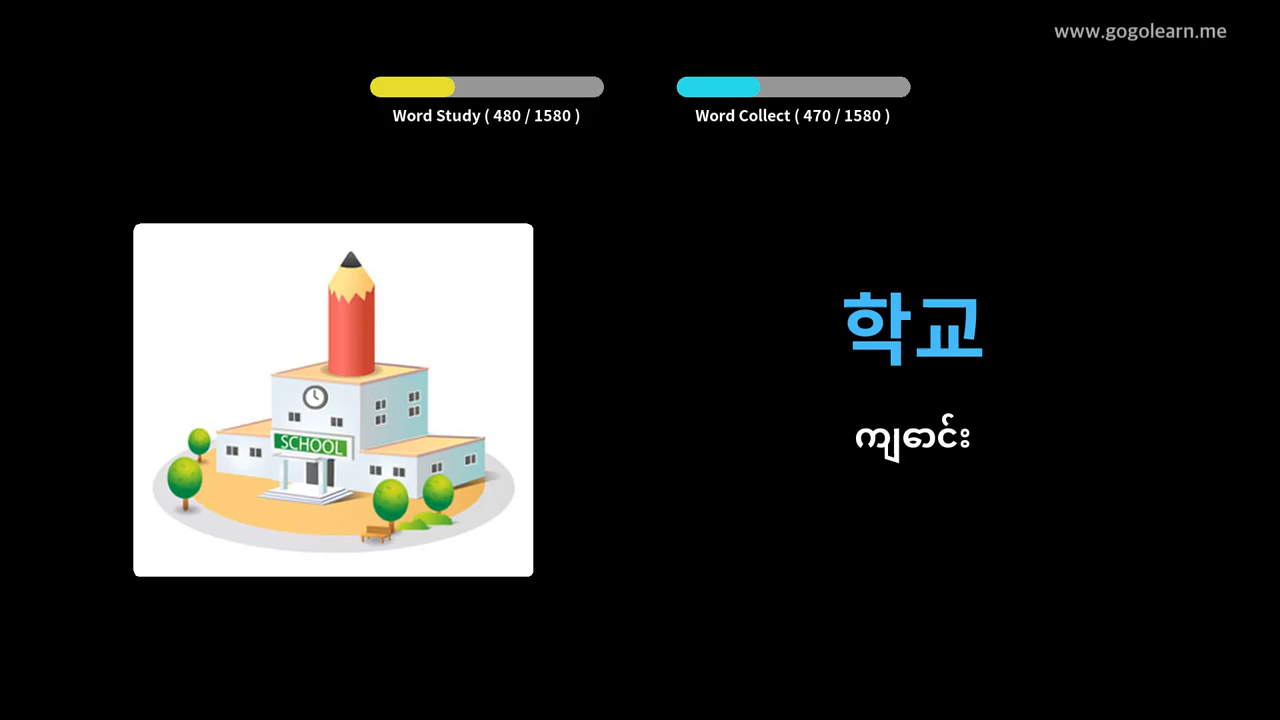 www.gogolearn.me
Word Study ( 480 / 1580 )
Word Collect ( 470 / 1580 )
학교
ကျောင်း
SCHOOL